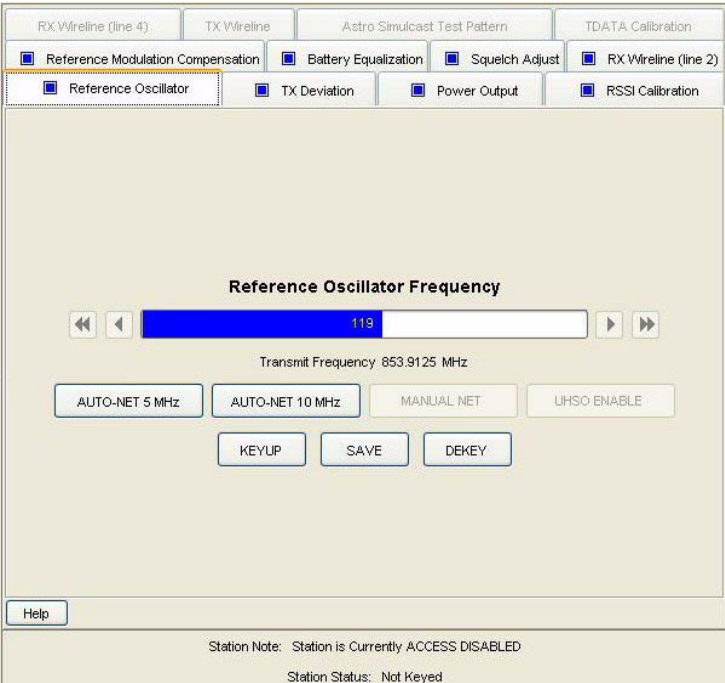 RX Wireline (line 4) TX Wireline Astro Simulcast Test Pattern TDATA Calibration
Reference Modulation Compensation Battery Equalization Squelch Adjust RX Wireline (line 2)
Reference Oscillator TX Deviation Power Output RSSI Calibration
Reference Oscillator Frequency
119
Transmit Frequency 853.9125 MHz
AUTO-NET 5 MHz AUTO-NET 10 MHz MANUAL NET UHSO ENABLE
KEYUP SAVE DEKEY
Help
Station Note: Station is Currently ACCESS DISABLED
Station Status: Not Keyed